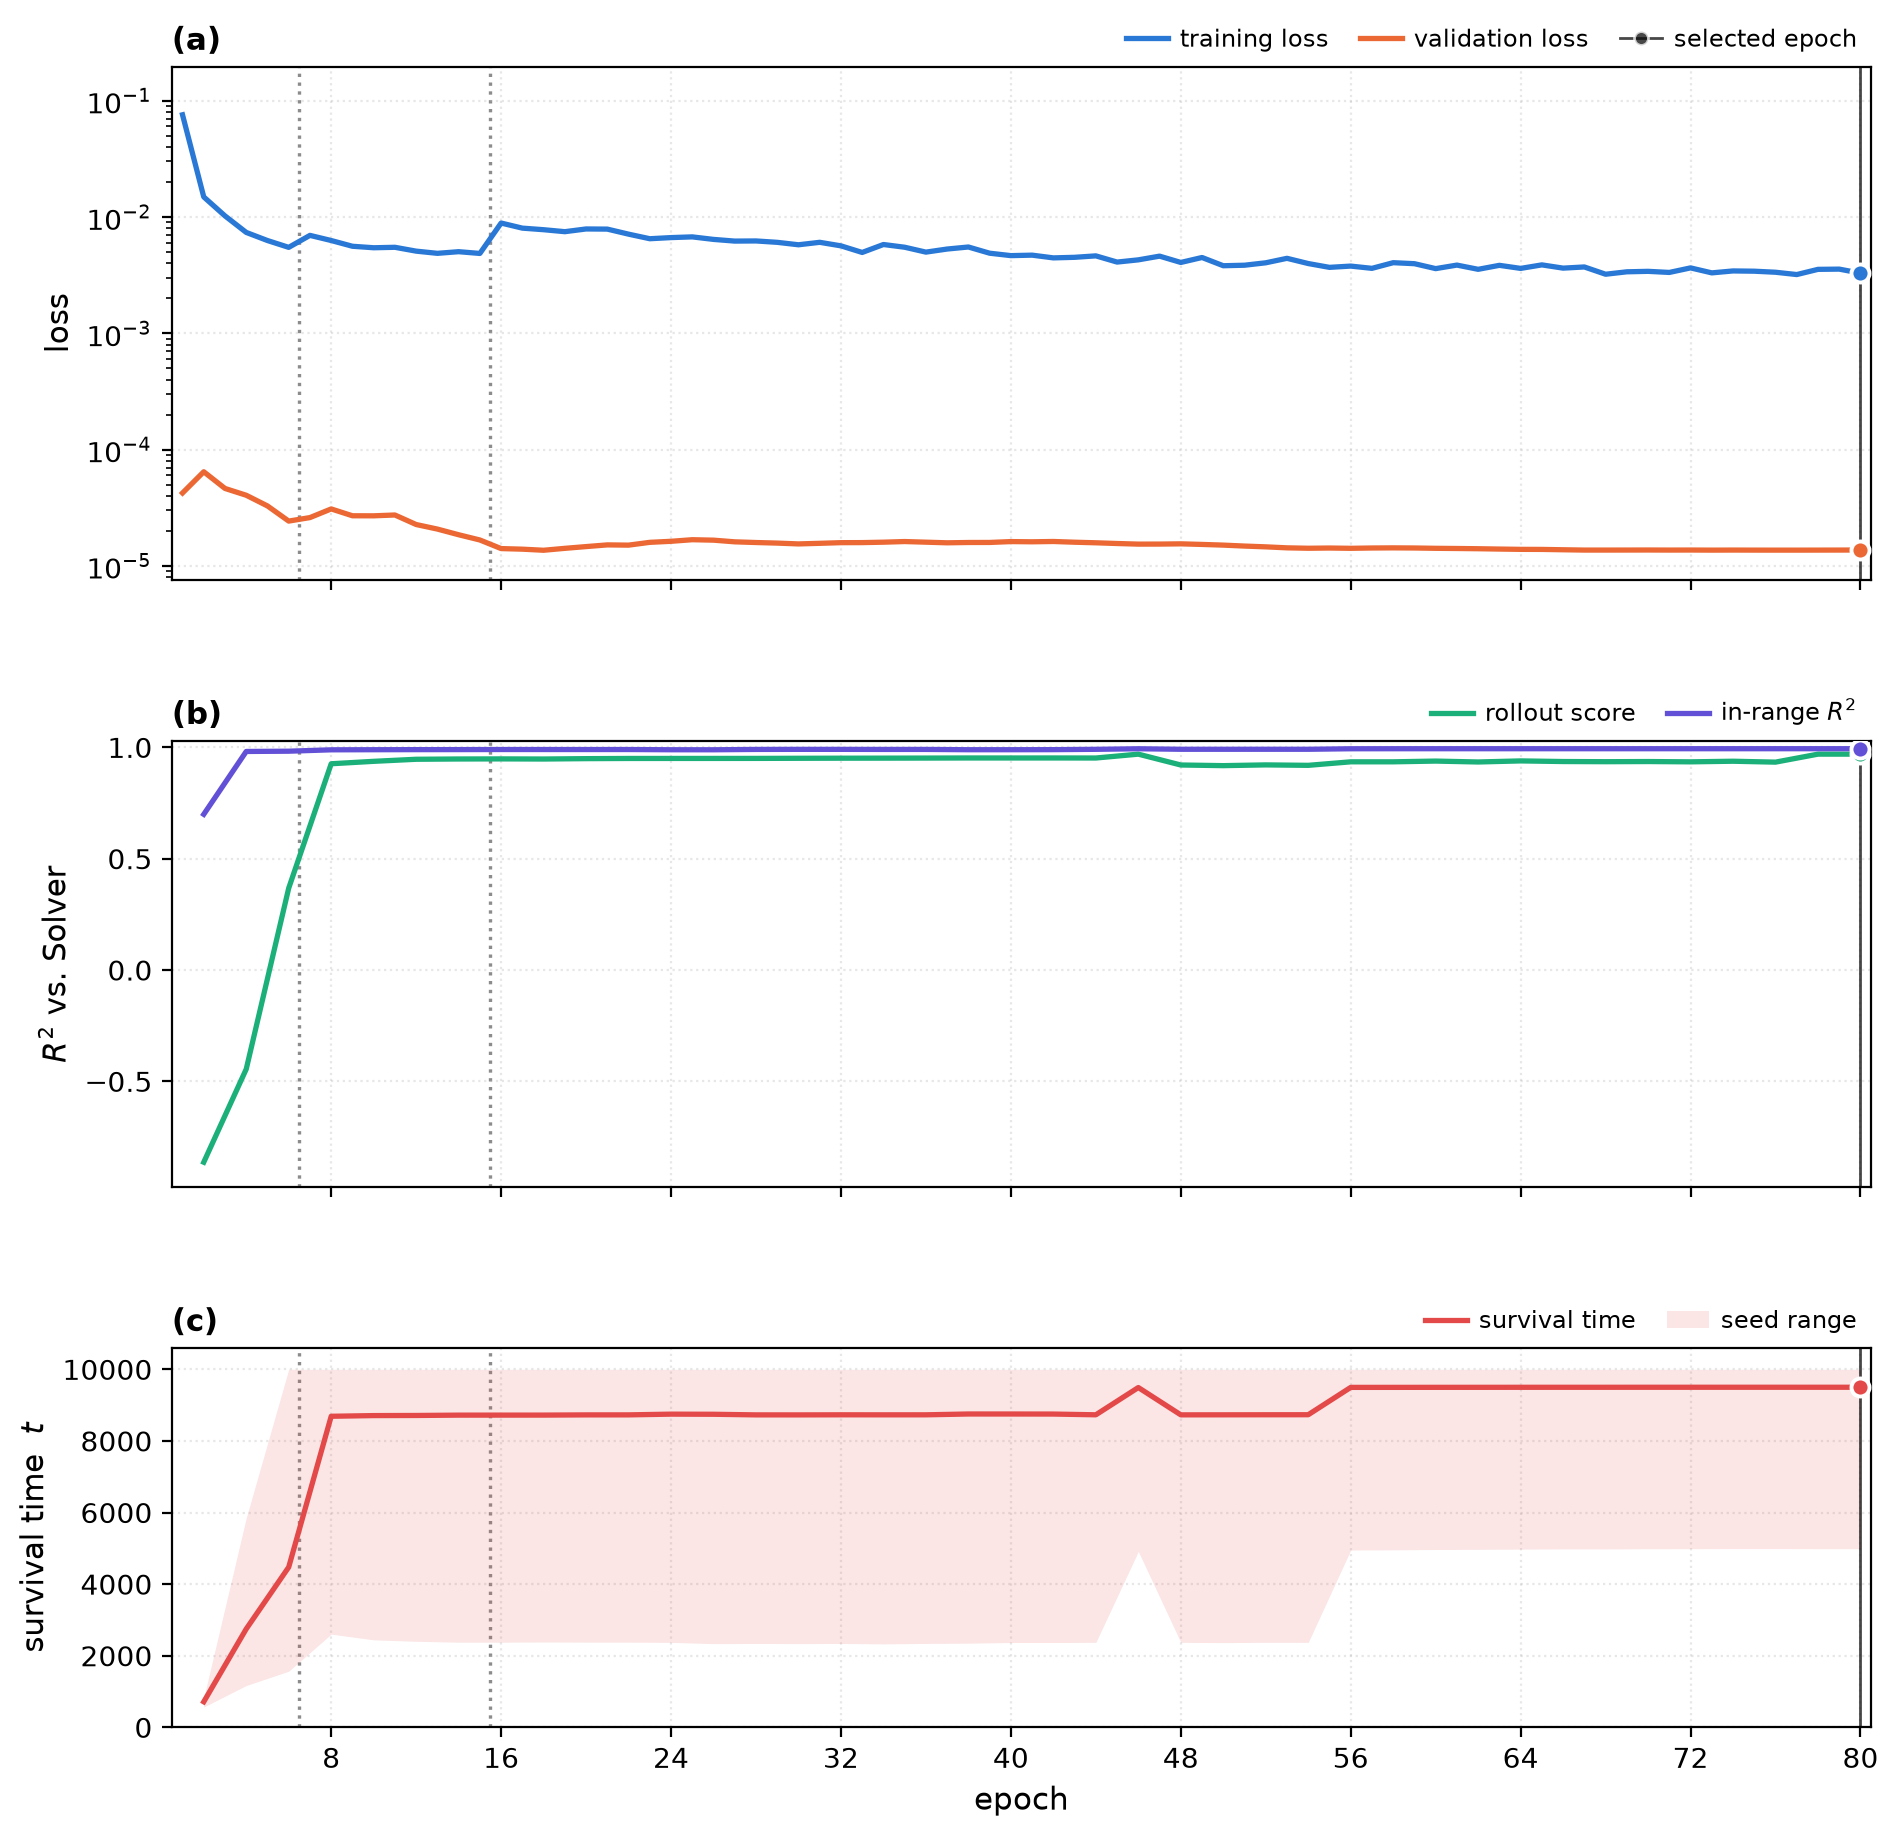 (a)
training loss
validation loss
selected epoch
10⁻¹
10⁻²
10⁻³
10⁻⁴
10⁻⁵
loss
(b)
rollout score
in-range R²
1.0
0.5
0.0
−0.5
R² vs. Solver
(c)
survival time
seed range
10000
8000
6000
4000
2000
0
survival time t
8 16 24 32 40 48 56 64 72 80
epoch